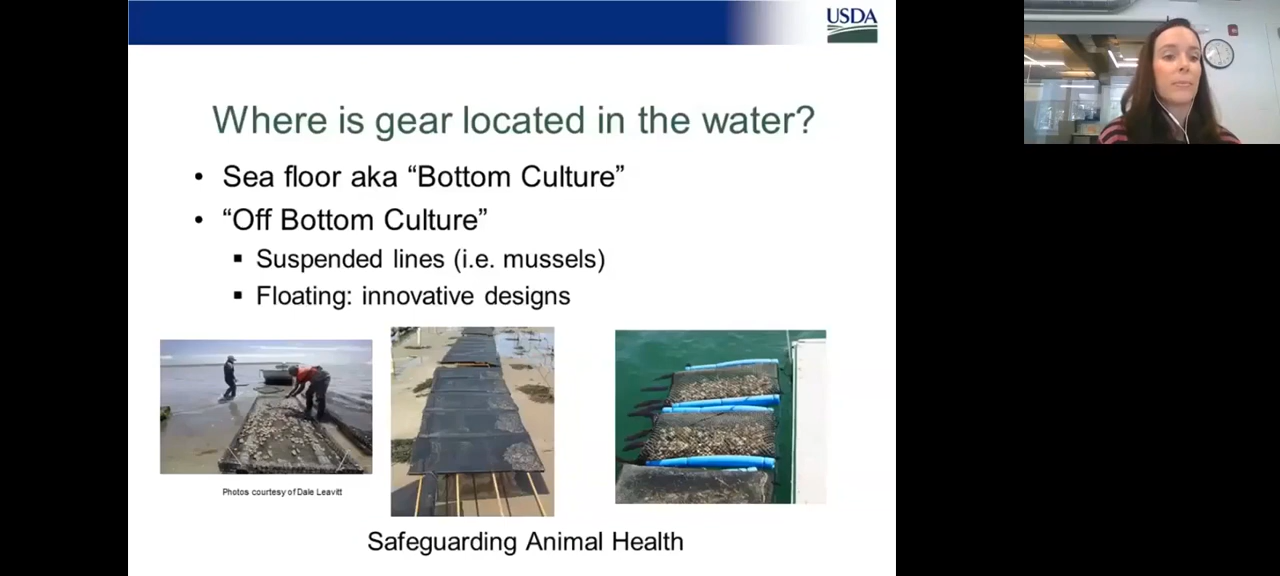 USDA
Where is gear located in the water?
• Sea floor aka “Bottom Culture”
• “Off Bottom Culture”
▪ Suspended lines (i.e. mussels)
▪ Floating: innovative designs
Photos courtesy of Dale Leavitt
Safeguarding Animal Health